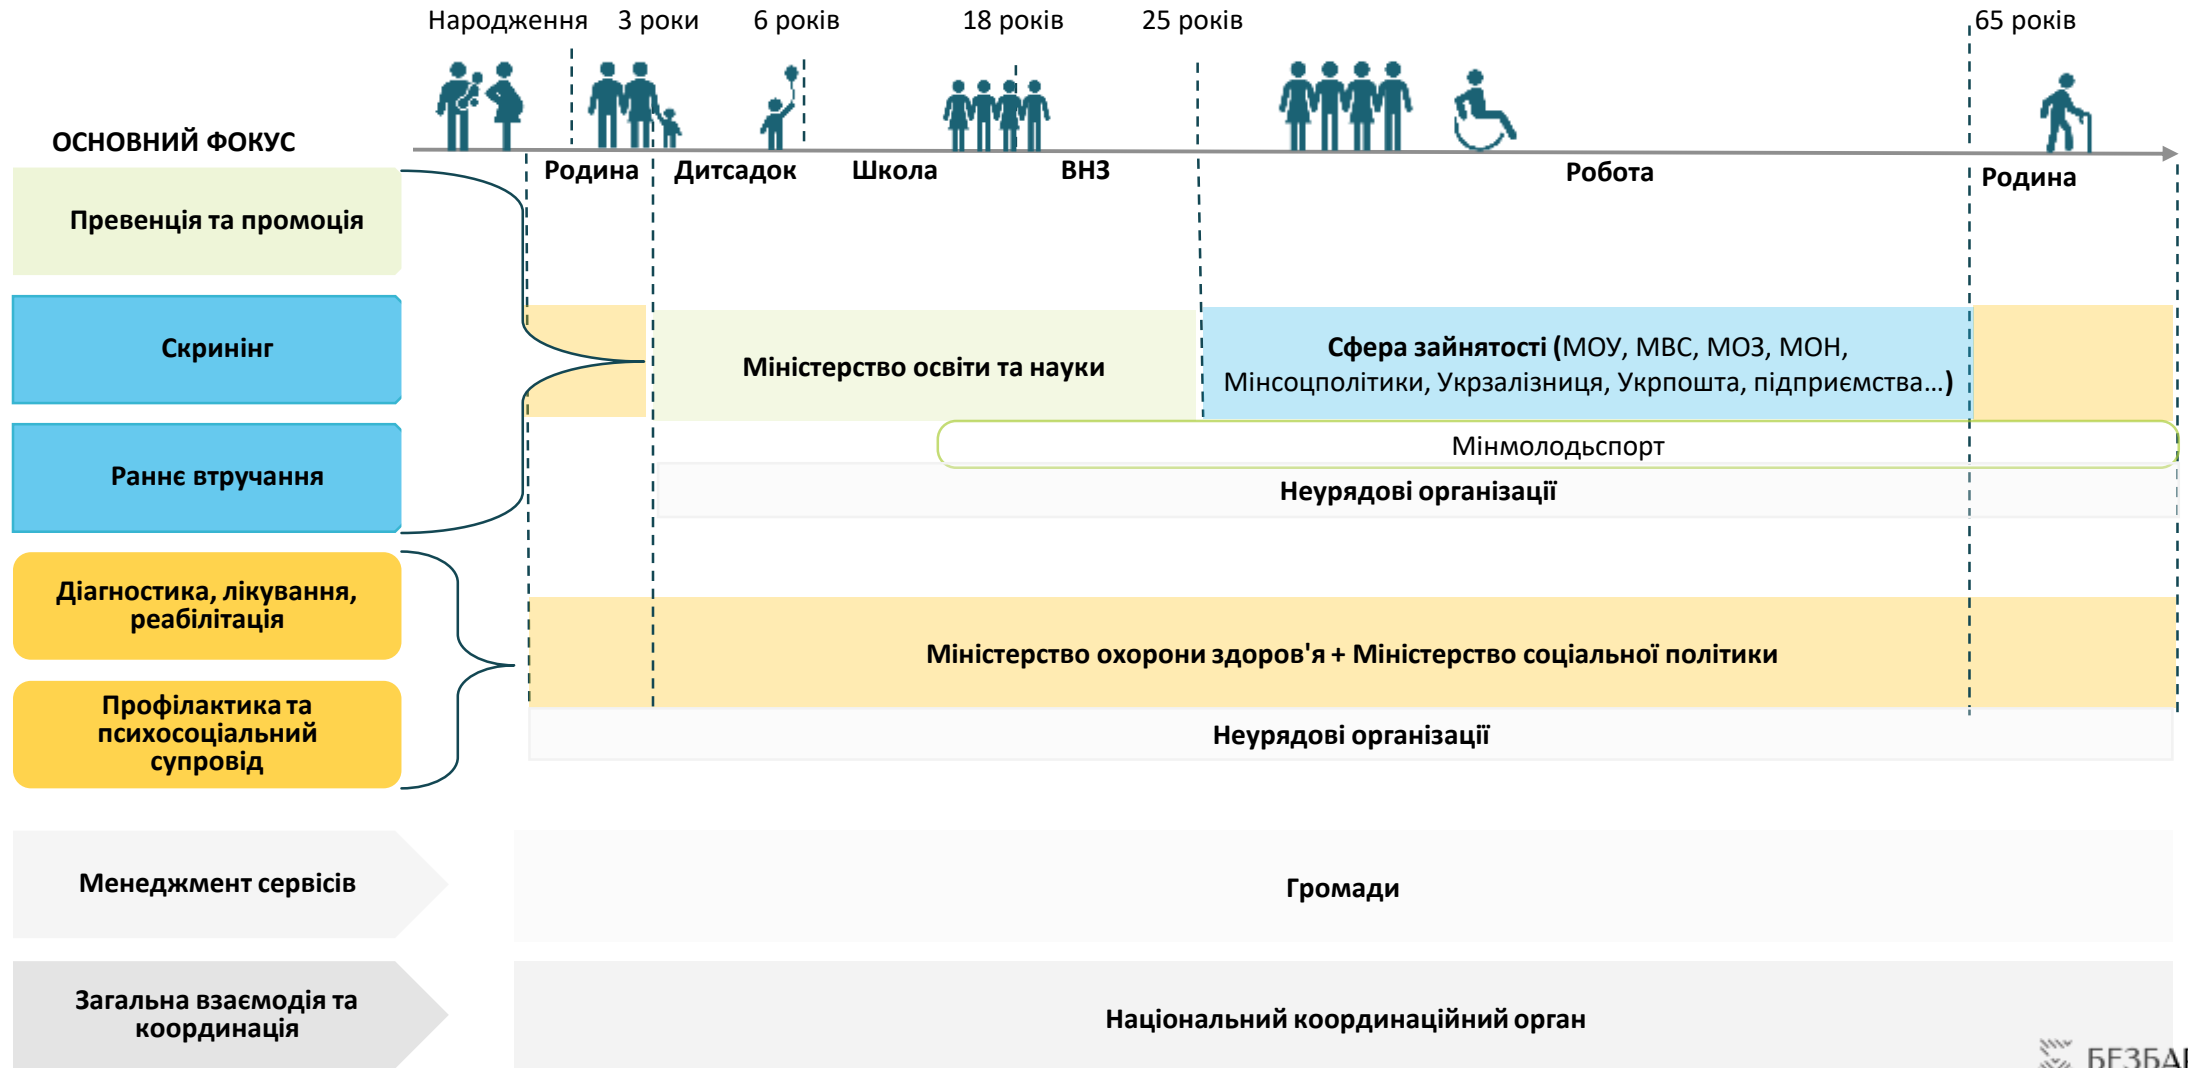 Народження 3 роки 6 років 18 років 25 років 65 років
ОСНОВНИЙ ФОКУС
Родина Дитсадок Школа ВНЗ Робота Родина
Превенція та промоція
Скринінг
Міністерство освіти та науки
Сфера зайнятості (МОУ, МВС, МОЗ, МОН,
Мінсоцполітики, Укрзалізниця, Укрпошта, підприємства…)
Мінмолодьспорт
Раннє втручання
Неурядові організації
Діагностика, лікування,
реабілітація
Міністерство охорони здоров'я + Міністерство соціальної політики
Профілактика та
психосоціальний
супровід
Неурядові організації
Менеджмент сервісів
Громади
Загальна взаємодія та
координація
Національний координаційний орган